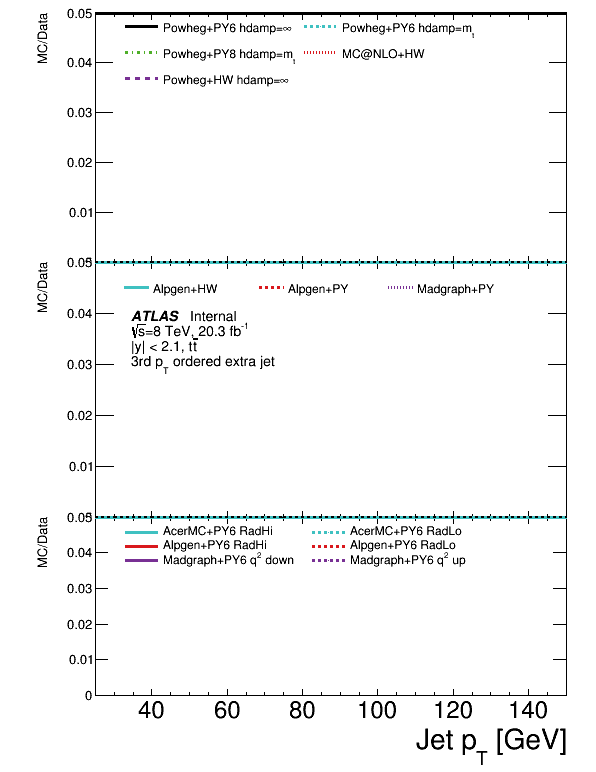 MC/Data
0.05
Powheg+PY6 hdamp=∞
Powheg+PY6 hdamp=m_t
Powheg+PY8 hdamp=m_t
MC@NLO+HW
Powheg+HW hdamp=∞
0.04
0.03
0.02
0.01
MC/Data
0.05
Alpgen+HW
Alpgen+PY
Madgraph+PY
ATLAS Internal
√s=8 TeV, 20.3 fb⁻¹
|y| < 2.1, tt̄
3rd p_T ordered extra jet
0.04
0.03
0.02
0.01
MC/Data
0.05
AcerMC+PY6 RadHi
AcerMC+PY6 RadLo
Alpgen+PY6 RadHi
Alpgen+PY6 RadLo
Madgraph+PY6 q² down
Madgraph+PY6 q² up
0.04
0.03
0.02
0.01
0
40 60 80 100 120 140
Jet p_T [GeV]